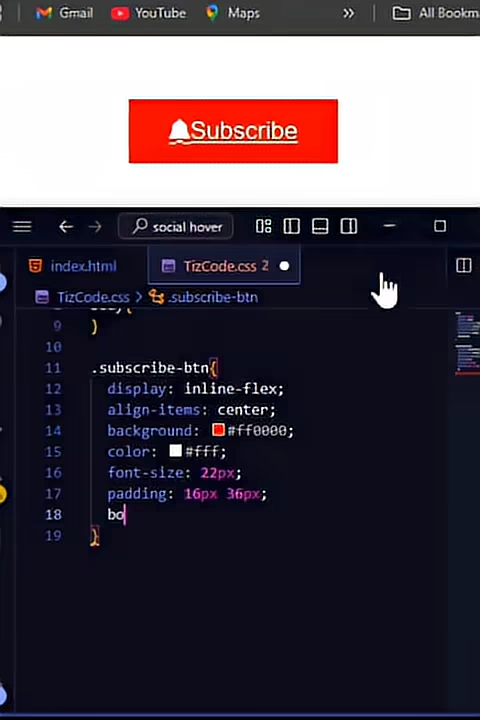 Gmail YouTube Maps » All Bookm
Subscribe
social hover
index.html TizCode.css 2
TizCode.css > .subscribe-btn
9 }
10
11 .subscribe-btn{
12 display: inline-flex;
13 align-items: center;
14 background: #ff0000;
15 color: #fff;
16 font-size: 22px;
17 padding: 16px 36px;
18 bo
19 }